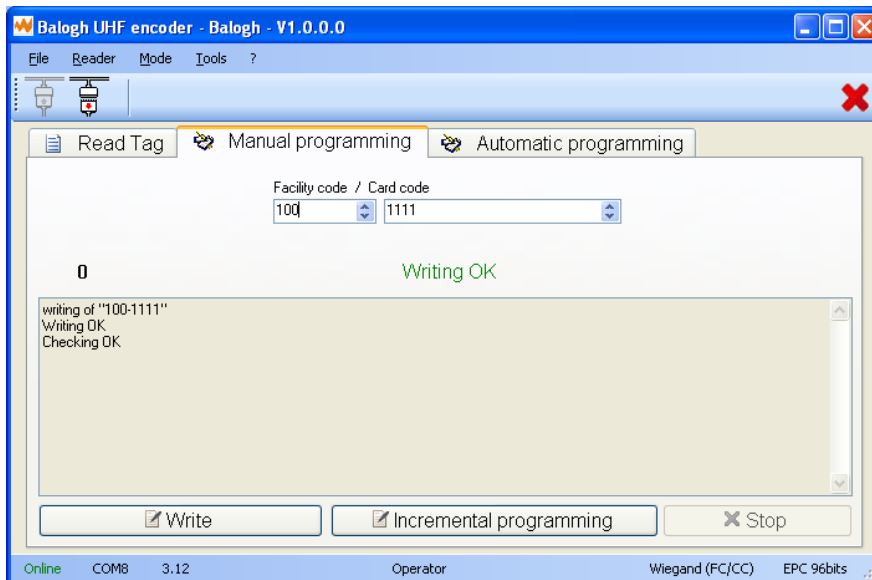 Balogh UHF encoder - Balogh - V1.0.0.0
File Reader Mode Tools ?
Read Tag Manual programming Automatic programming
Facility code / Card code
100 1111
0 Writing OK
writing of "100-1111"
Writing OK
Checking OK
Write Incremental programming Stop
Online COM8 3.12 Operator Wiegand (FC/CC) EPC 96bits